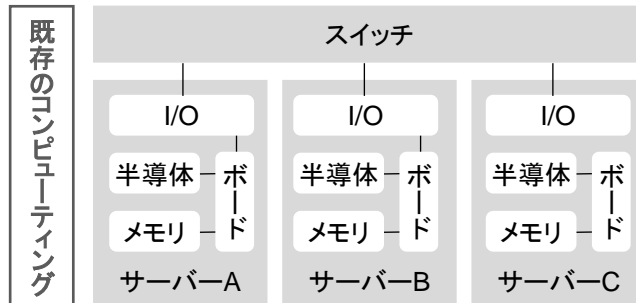 既存のコンピューティング
スイッチ
I/O
I/O
I/O
半導体
ボード
半導体
ボード
半導体
ボード
メモリ
メモリ
メモリ
サーバーA
サーバーB
サーバーC